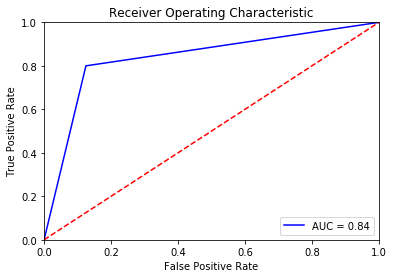 Receiver Operating Characteristic
1.0
0.8
0.6
0.4
0.2
0.0
True Positive Rate
AUC = 0.84
0.0 0.2 0.4 0.6 0.8 1.0
False Positive Rate